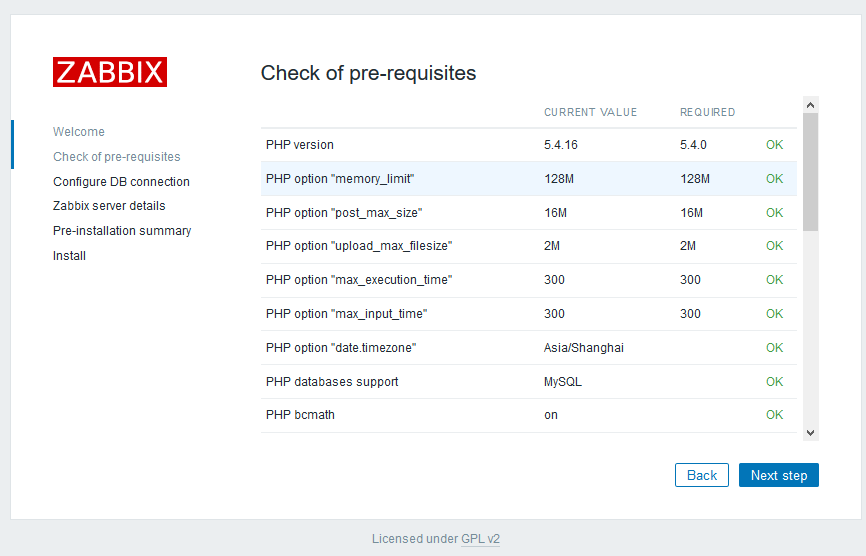 ZABBIX
Welcome
Check of pre-requisites
Configure DB connection
Zabbix server details
Pre-installation summary
Install
Check of pre-requisites
CURRENT VALUE REQUIRED
PHP version 5.4.16 5.4.0 OK
PHP option "memory_limit" 128M 128M OK
PHP option "post_max_size" 16M 16M OK
PHP option "upload_max_filesize" 2M 2M OK
PHP option "max_execution_time" 300 300 OK
PHP option "max_input_time" 300 300 OK
PHP option "date.timezone" Asia/Shanghai OK
PHP databases support MySQL OK
PHP bcmath on OK
Back Next step
Licensed under GPL v2